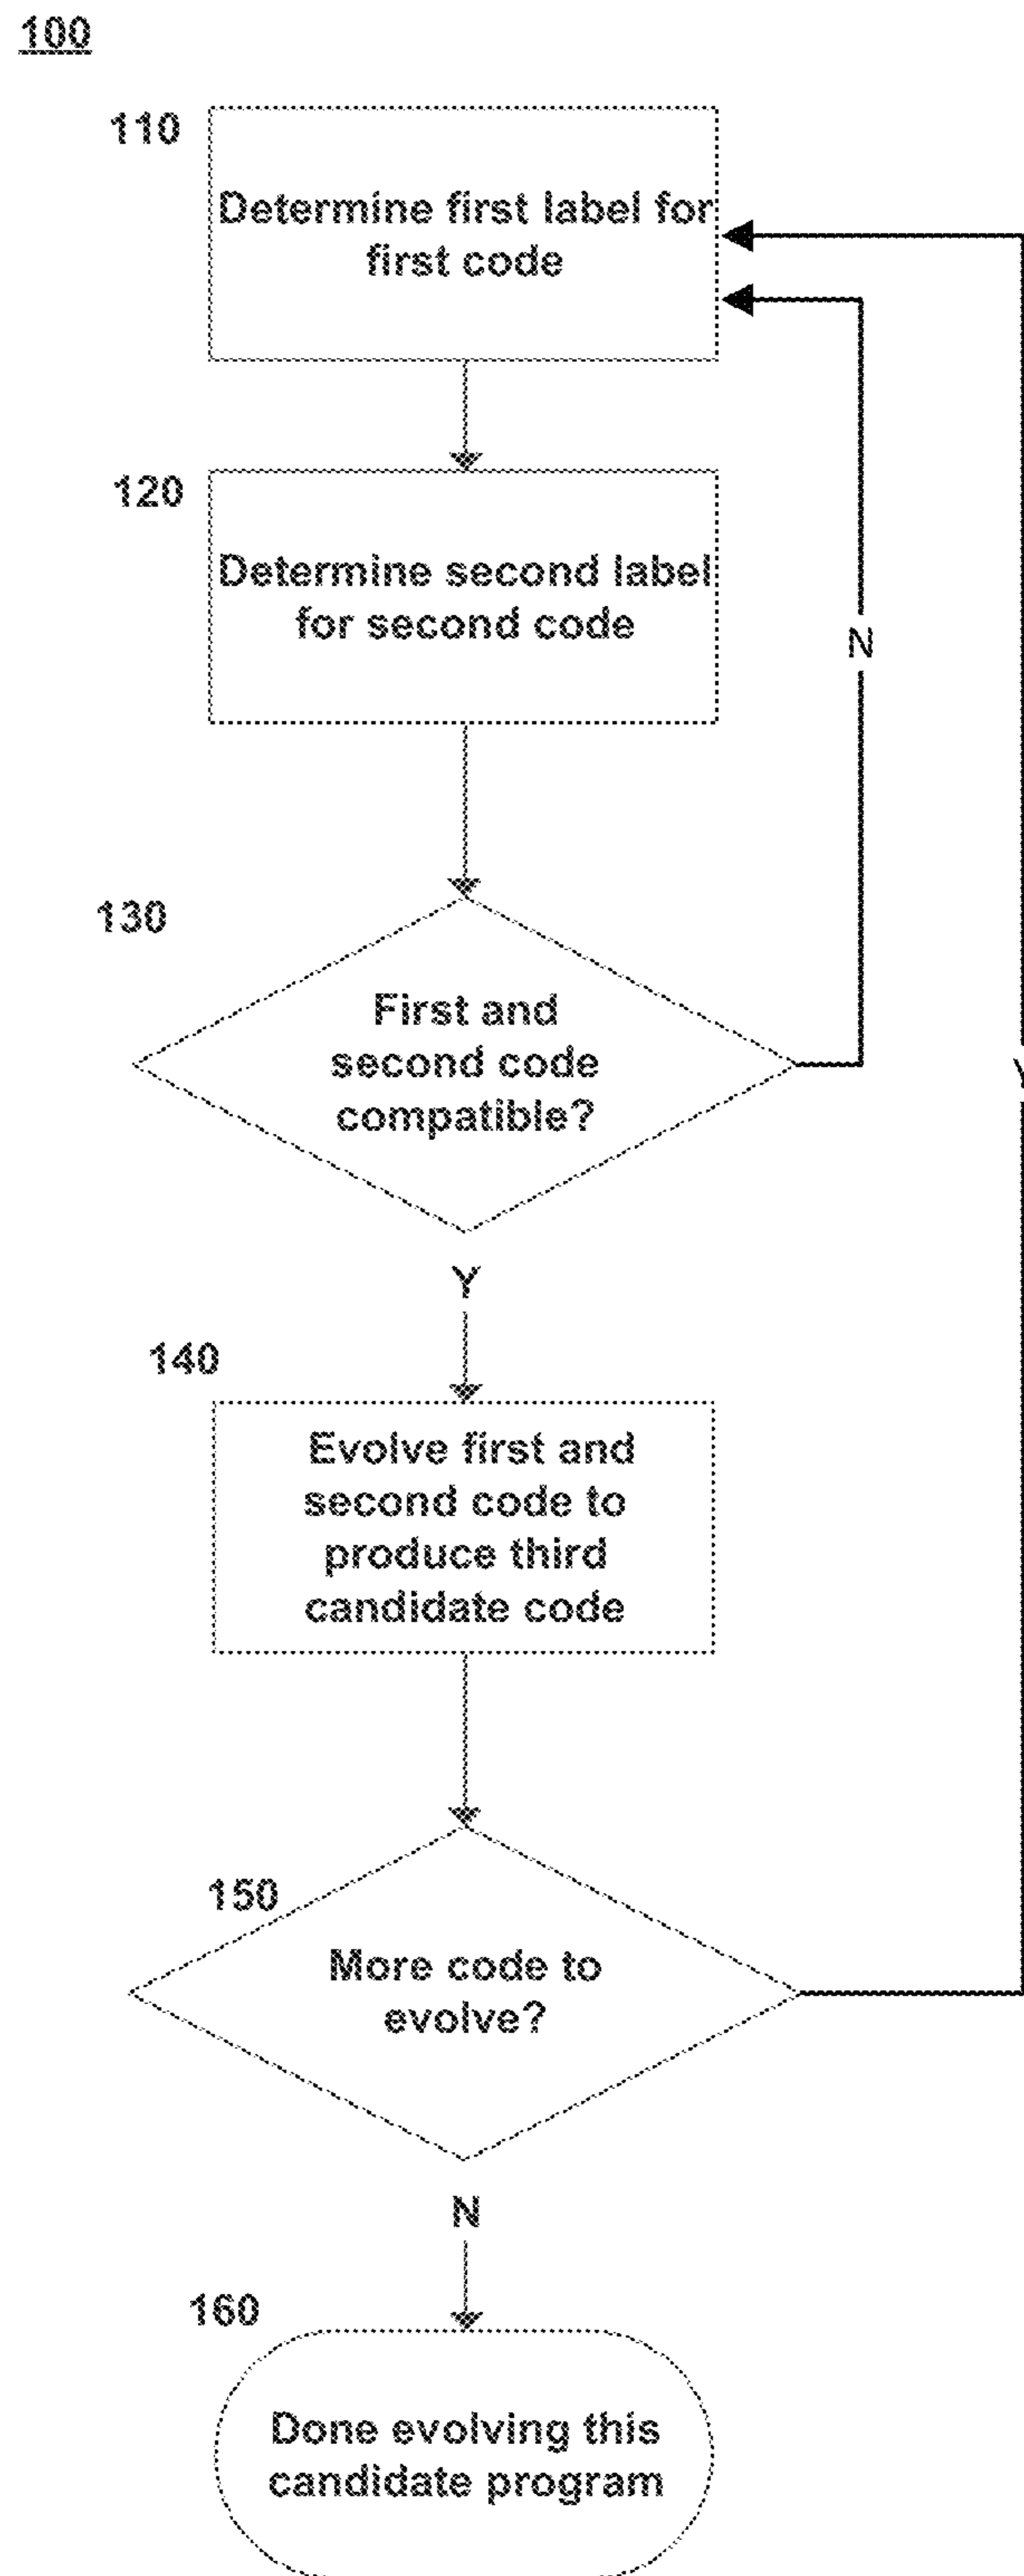 100
110
Determine first label for
first code
120
Determine second label
for second code
N
130
First and
second code
compatible?
Y
140
Evolve first and
second code to
produce third
candidate code
150
More code to
evolve?
N
160
Done evolving this
candidate program